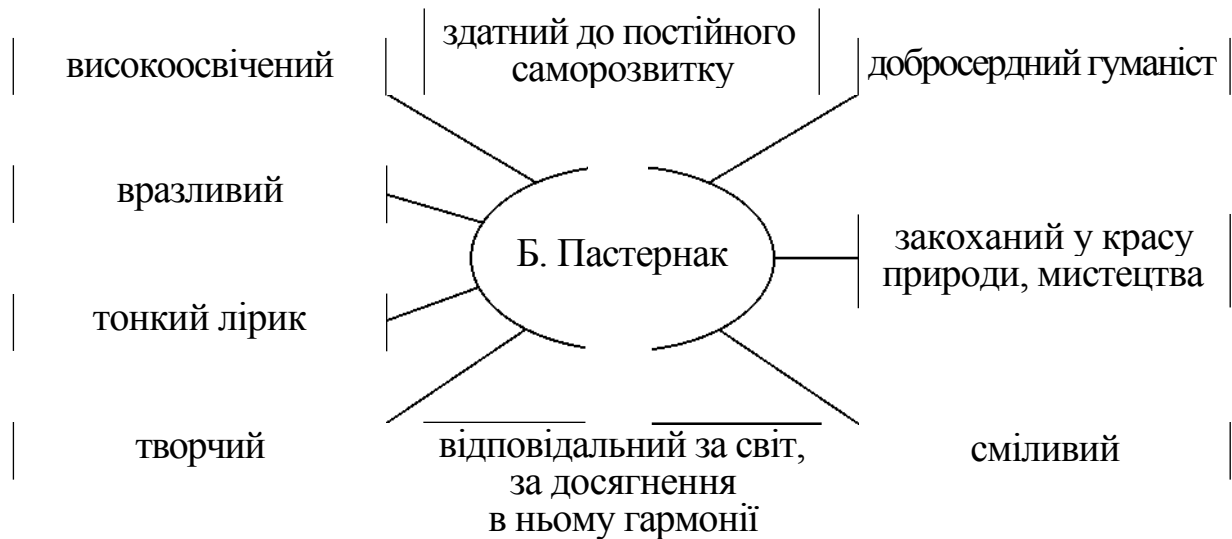 високоосвічений
здатний до постійного
саморозвитку
добросердний гуманіст
вразливий
Б. Пастернак
закоханий у красу
природи, мистецтва
тонкий лірик
творчий
відповідальний за світ,
за досягнення
в ньому гармонії
сміливий